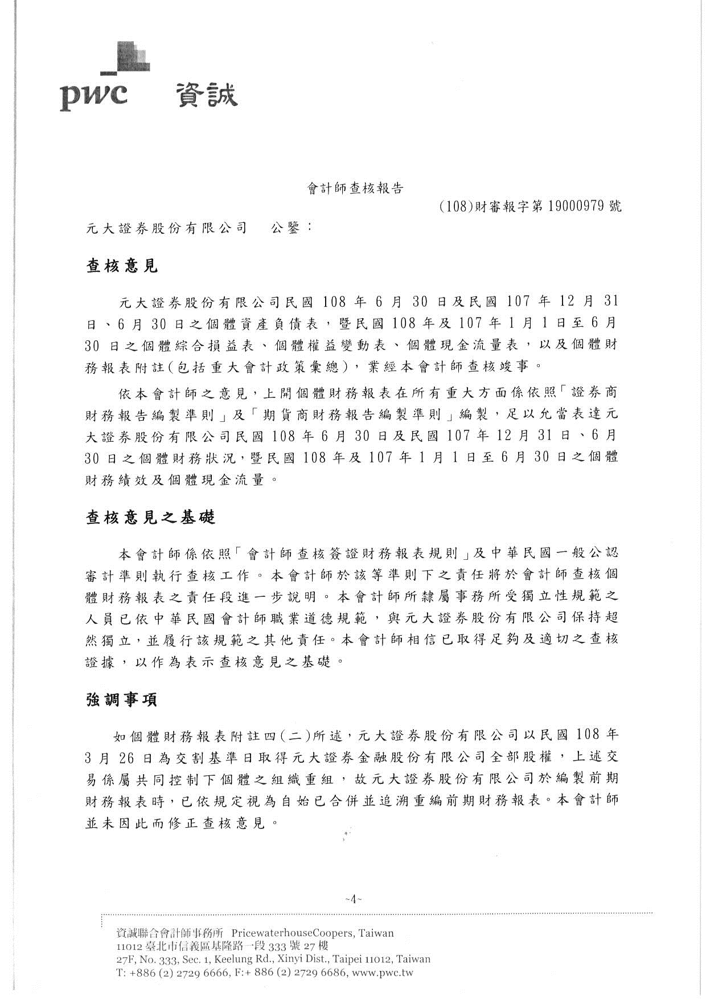 pwc 資誠
會計師查核報告
(108)財審報字第 19000979 號
元大證券股份有限公司 公鑒：
查核意見
元大證券股份有限公司民國 108 年 6 月 30 日及民國 107 年 12 月 31
日、6 月 30 日之個體資產負債表，暨民國 108 年及 107 年 1 月 1 日至 6 月
30 日之個體綜合損益表、個體權益變動表、個體現金流量表，以及個體財
務報表附註(包括重大會計政策彙總)，業經本會計師查核竣事。
依本會計師之意見，上開個體財務報表在所有重大方面係依照「證券商
財務報告編製準則」及「期貨商財務報告編製準則」編製，足以允當表達元
大證券股份有限公司民國 108 年 6 月 30 日及民國 107 年 12 月 31 日、6 月
30 日之個體財務狀況，暨民國 108 年及 107 年 1 月 1 日至 6 月 30 日之個體
財務績效及個體現金流量。
查核意見之基礎
本會計師係依照「會計師查核簽證財務報表規則」及中華民國一般公認
審計準則執行查核工作。本會計師於該等準則下之責任將於會計師查核個
體財務報表之責任段進一步說明。本會計師所隸屬事務所受獨立性規範之
人員已依中華民國會計師職業道德規範，與元大證券股份有限公司保持超
然獨立，並履行該規範之其他責任。本會計師相信已取得足夠及適切之查核
證據，以作為表示查核意見之基礎。
強調事項
如個體財務報表附註四(二)所述，元大證券股份有限公司以民國 108 年
3 月 26 日為交割基準日取得元大證券金融股份有限公司全部股權，上述交
易係屬共同控制下個體之組織重組，故元大證券股份有限公司於編製前期
財務報表時，已依規定視為自始已合併並追溯重編前期財務報表。本會計師
並未因此而修正查核意見。
~4~
資誠聯合會計師事務所 PricewaterhouseCoopers, Taiwan
11012 臺北市信義區基隆路一段 333 號 27 樓
27F, No. 333, Sec. 1, Keelung Rd., Xinyi Dist., Taipei 11012, Taiwan
T: +886 (2) 2729 6666, F:+ 886 (2) 2729 6686, www.pwc.tw